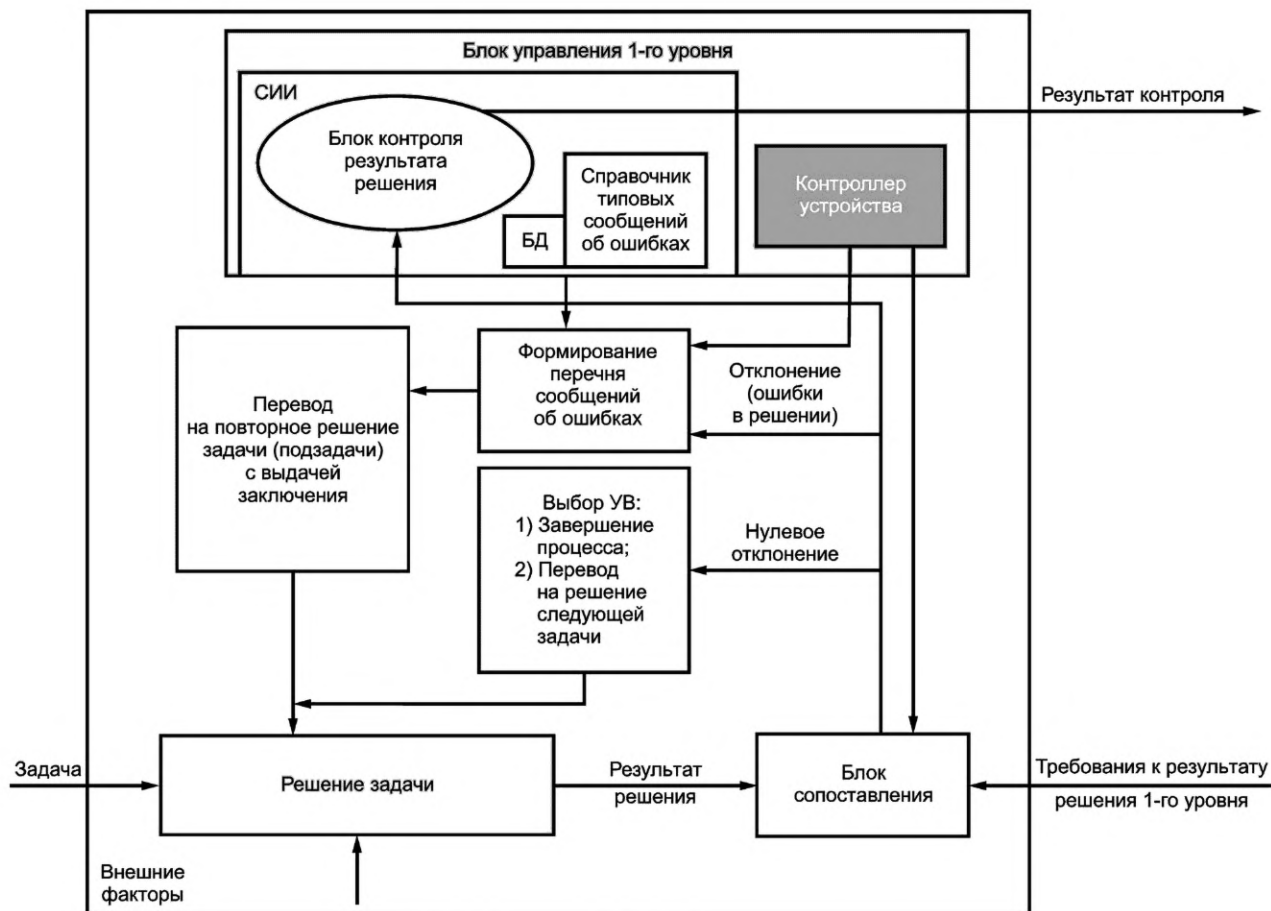 Блок управления 1-го уровня
СИИ
Блок контроля
результата
решения
БД
Справочник
типовых
сообщений
об ошибках
Контроллер
устройства
Результат контроля
Перевод
на повторное решение
задачи (подзадачи)
с выдачей
заключения
Формирование
перечня
сообщений
об ошибках
Отклонение
(ошибки
в решении)
Выбор УВ:
1) Завершение
процесса;
2) Перевод
на решение
следующей
задачи
Нулевое
отклонение
Задача
Решение задачи
Результат
решения
Блок
сопоставления
Требования к результату
решения 1-го уровня
Внешние
факторы